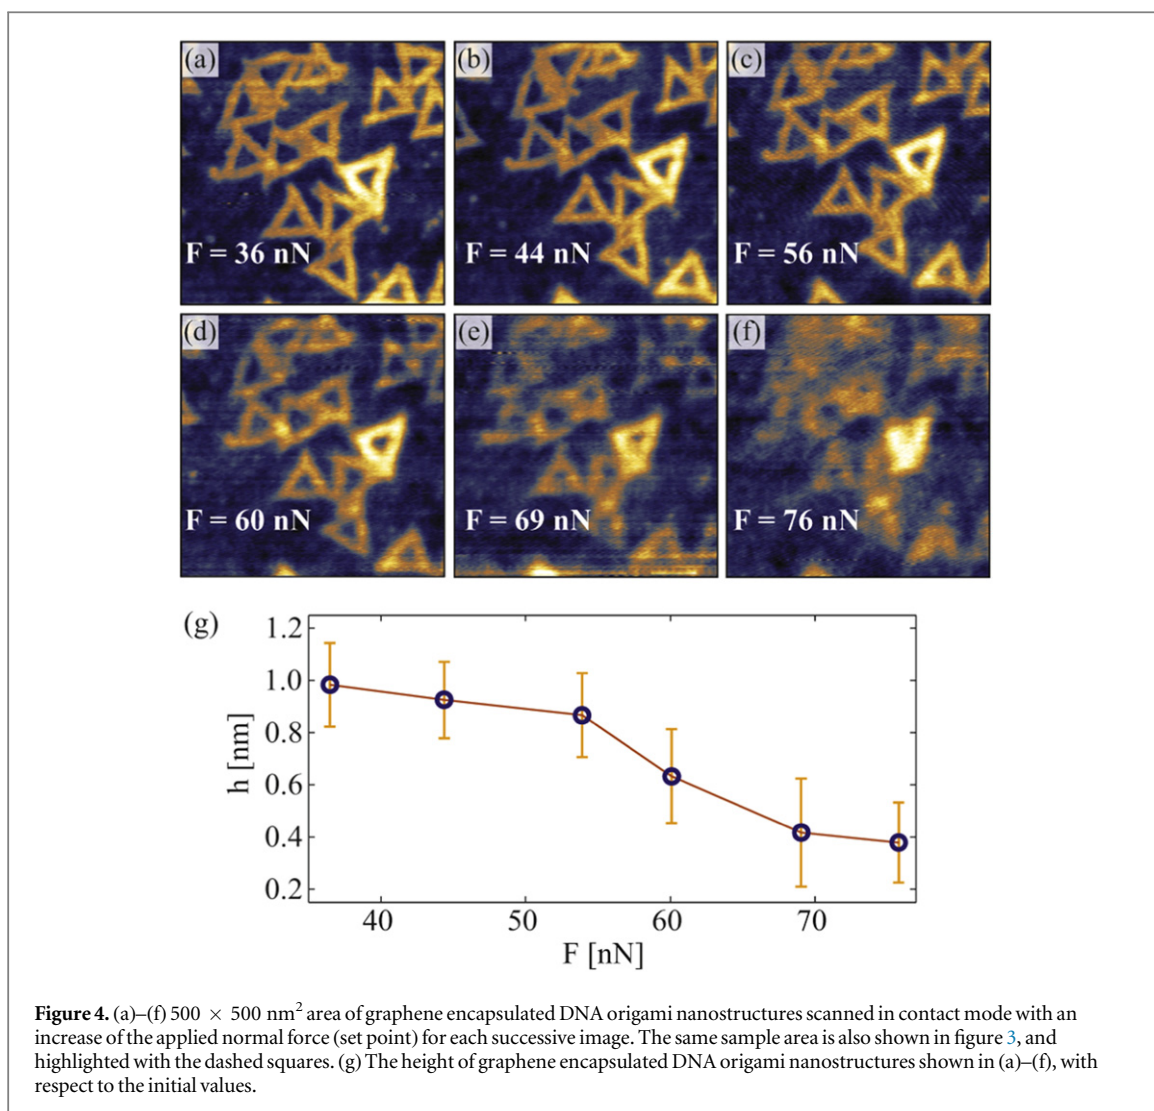 (a) (b) (c)
F = 36 nN F = 44 nN F = 56 nN
(d) (e) (f)
F = 60 nN F = 69 nN F = 76 nN
(g)
1.2
1.0
0.8
0.6
0.4
0.2
h [nm]
40 50 60 70
F [nN]
Figure 4. (a)–(f) 500 × 500 nm² area of graphene encapsulated DNA origami nanostructures scanned in contact mode with an
increase of the applied normal force (set point) for each successive image. The same sample area is also shown in figure 3, and
highlighted with the dashed squares. (g) The height of graphene encapsulated DNA origami nanostructures shown in (a)–(f), with
respect to the initial values.